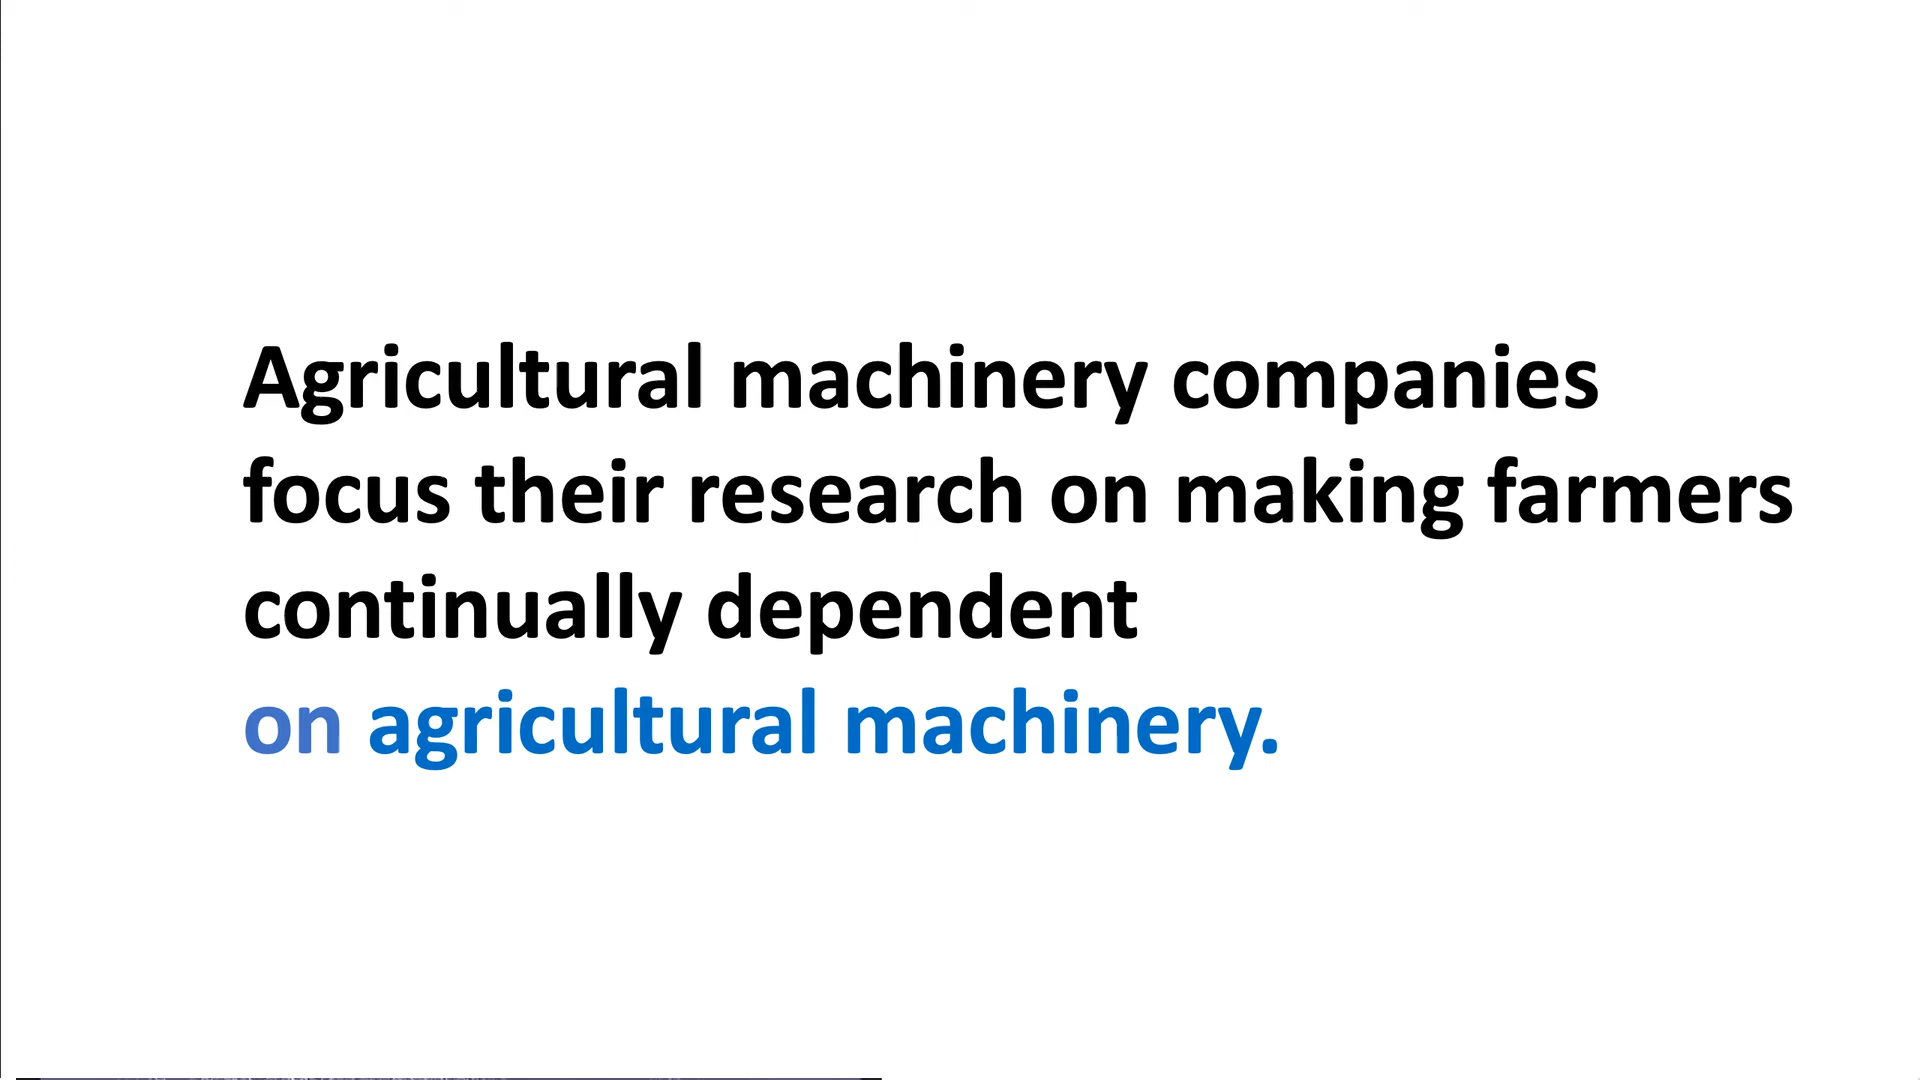 Agricultural machinery companies
focus their research on making farmers
continually dependent
on agricultural machinery.